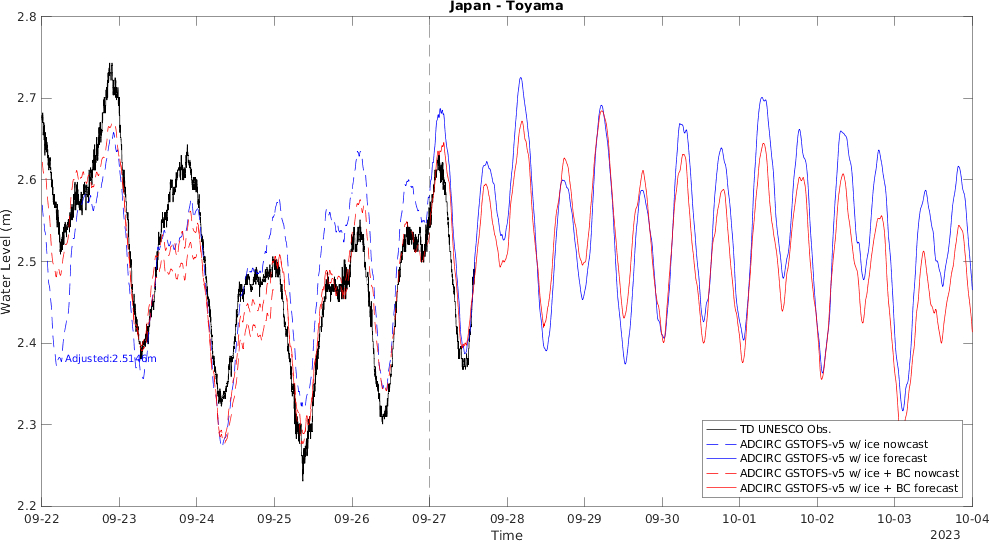 Japan - Toyama
2.8
2.7
2.6
2.5
2.4
2.3
2.2
Water Level (m)
Adjusted:2.5146m
TD UNESCO Obs.
ADCIRC GSTOFS-v5 w/ ice nowcast
ADCIRC GSTOFS-v5 w/ ice forecast
ADCIRC GSTOFS-v5 w/ ice + BC nowcast
ADCIRC GSTOFS-v5 w/ ice + BC forecast
09-22 09-23 09-24 09-25 09-26 09-27 09-28 09-29 09-30 10-01 10-02 10-03 10-04
Time
2023